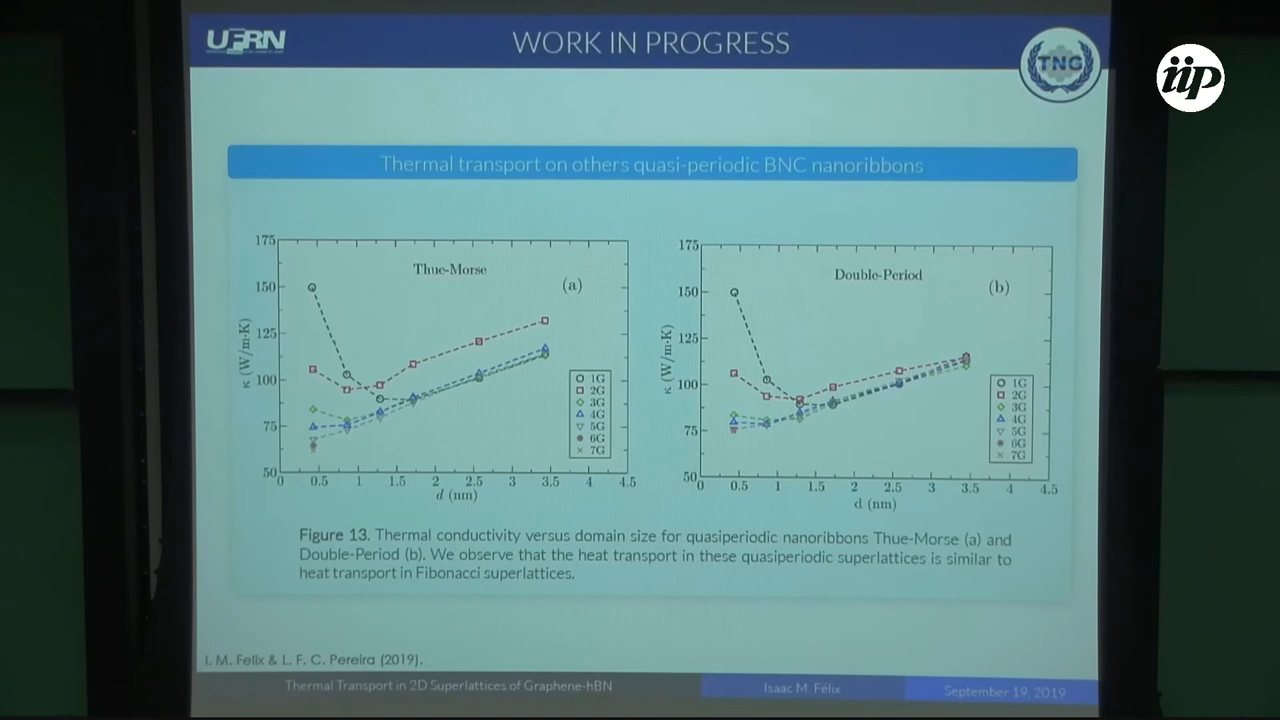 UFRN
WORK IN PROGRESS
TNG
iip
Thermal transport on others quasi-periodic BNC nanoribbons
Thue-Morse
(a)
κ (W/m·K)
175
150
125
100
75
50
0 0.5 1 1.5 2 2.5 3 3.5 4 4.5
d (nm)
1G
2G
3G
4G
5G
6G
7G
Double-Period
(b)
κ (W/m·K)
175
150
125
100
75
50
0 0.5 1 1.5 2 2.5 3 3.5 4 4.5
d (nm)
1G
2G
3G
4G
5G
6G
7G
Figure 13. Thermal conductivity versus domain size for quasiperiodic nanoribbons Thue-Morse (a) and
Double-Period (b). We observe that the heat transport in these quasiperiodic superlattices is similar to
heat transport in Fibonacci superlattices.
I. M. Felix & L. F. C. Pereira (2019).
Thermal Transport in 2D Superlattices of Graphene-hBN
Isaac M. Félix
September 19, 2019